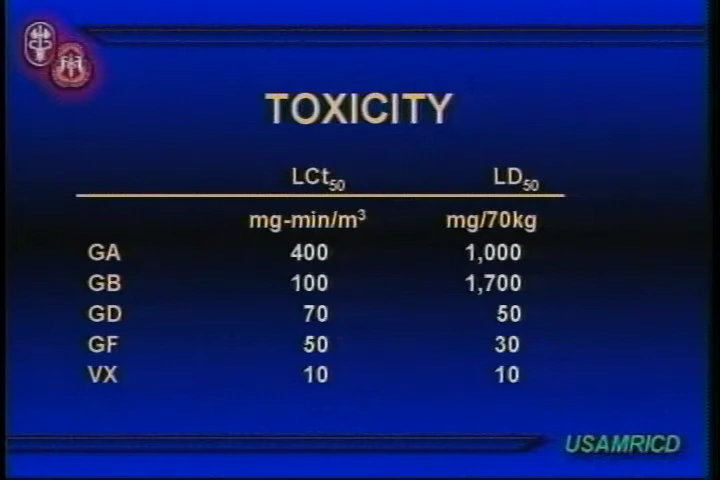 TOXICITY
LCt50 LD50
mg-min/m³ mg/70kg
GA 400 1,000
GB 100 1,700
GD 70 50
GF 50 30
VX 10 10
USAMRICD